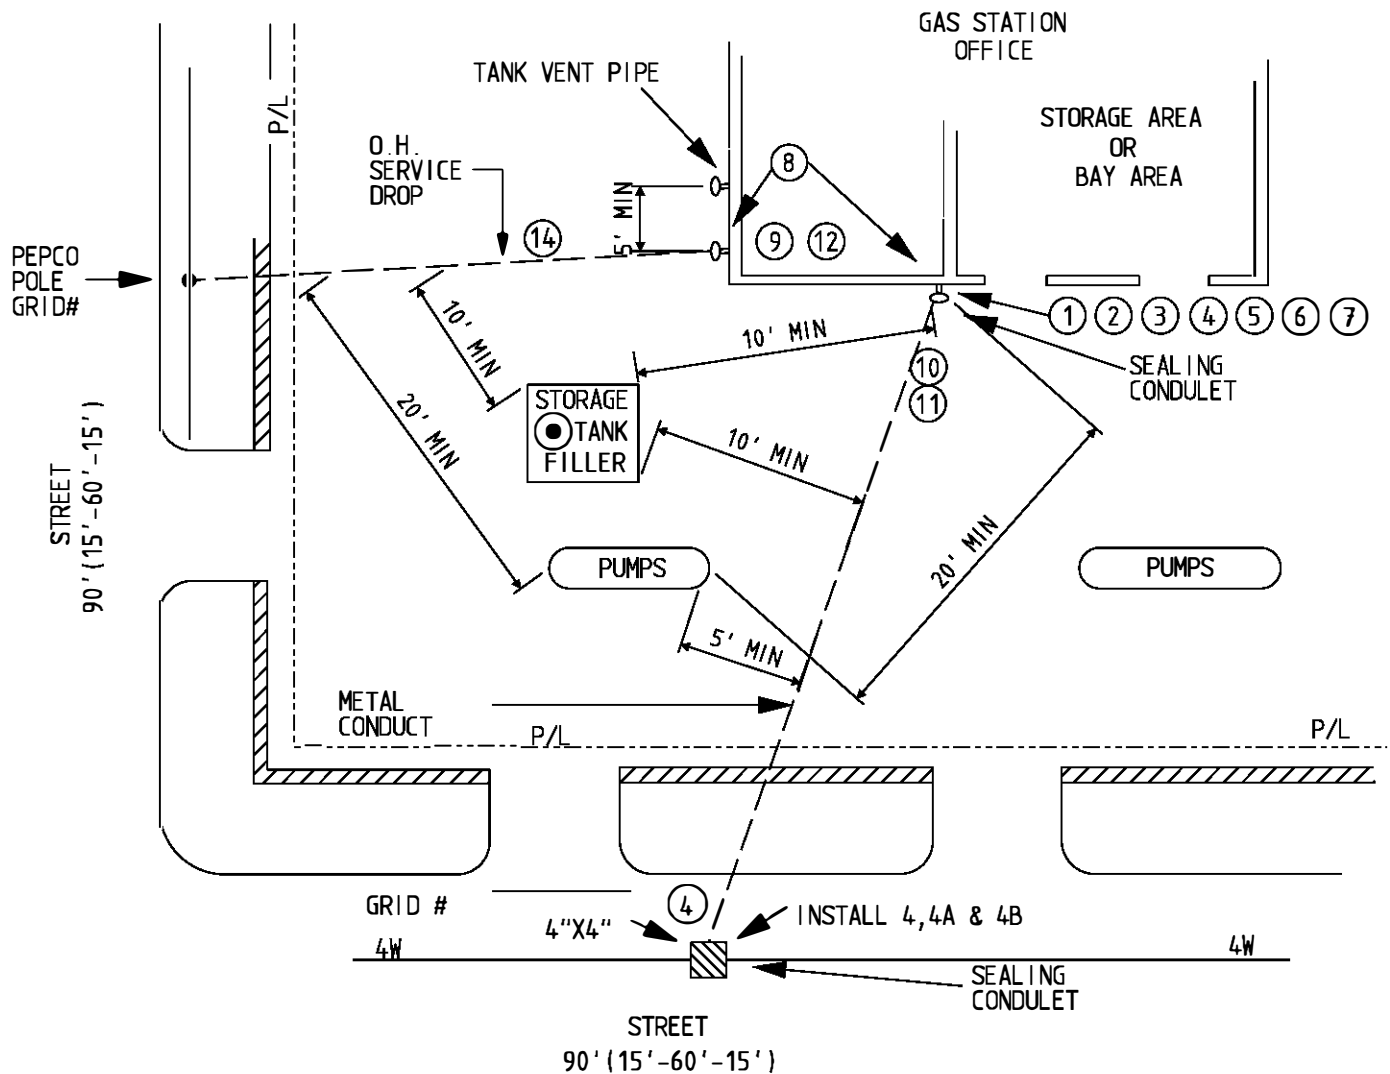 GAS STATION
OFFICE
TANK VENT PIPE
STORAGE AREA
OR
BAY AREA
P/L
O.H.
SERVICE
DROP
8
5' MIN
14
9 12
PEPCO
POLE
GRID#
1 2 3 4 5 6 7
10' MIN
10' MIN
SEALING
CONDULET
10
11
20' MIN
STORAGE
TANK
FILLER
10' MIN
STREET
90'(15'-60'-15')
20' MIN
PUMPS
PUMPS
5' MIN
METAL
CONDUCT
P/L
P/L
GRID #
4
4"X4"
INSTALL 4,4A & 4B
4W
4W
SEALING
CONDULET
STREET
90'(15'-60'-15')